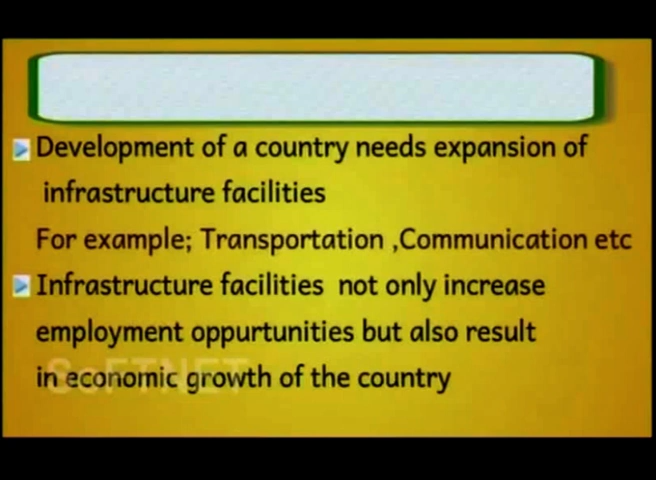 Development of a country needs expansion of
infrastructure facilities
For example; Transportation ,Communication etc
Infrastructure facilities not only increase
employment oppurtunities but also result
in economic growth of the country
SoFTNET